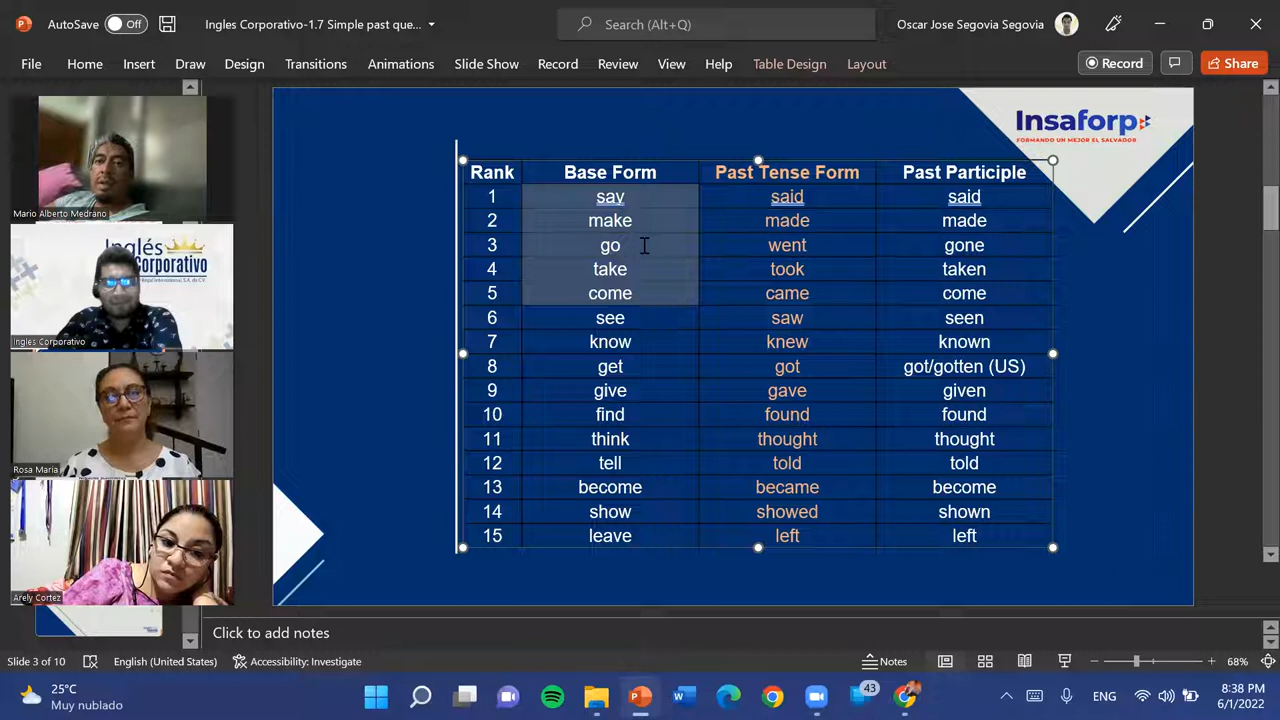 AutoSave Off Ingles Corporativo-1.7 Simple past que... Search (Alt+Q) Oscar Jose Segovia Segovia
File Home Insert Draw Design Transitions Animations Slide Show Record Review View Help Table Design Layout Record Share
Mario Alberto Medrano
Inglés
Corporativo
Ingles Corporativo
Rosa Maria
Arely Cortez
Insaforp
FORMANDO UN MEJOR EL SALVADOR
Rank Base Form Past Tense Form Past Participle
1 say said said
2 make made made
3 go went gone
4 take took taken
5 come came come
6 see saw seen
7 know knew known
8 get got got/gotten (US)
9 give gave given
10 find found found
11 think thought thought
12 tell told told
13 become became become
14 show showed shown
15 leave left left
Click to add notes
Slide 3 of 10 English (United States) Accessibility: Investigate Notes 68%
25°C
Muy nublado
43
ENG
8:38 PM
6/1/2022